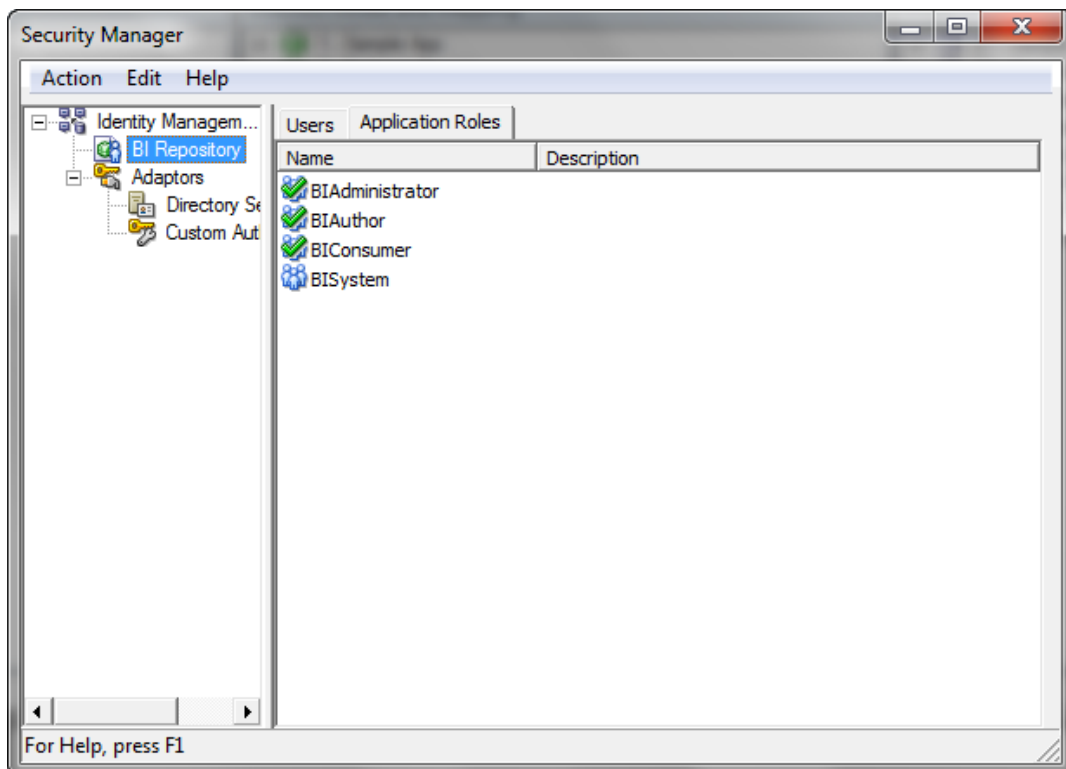 Security Manager
Action Edit Help
Identity Managem...
BI Repository
Adaptors
Directory Se
Custom Aut
Users Application Roles
Name Description
BIAdministrator
BIAuthor
BIConsumer
BISystem
For Help, press F1